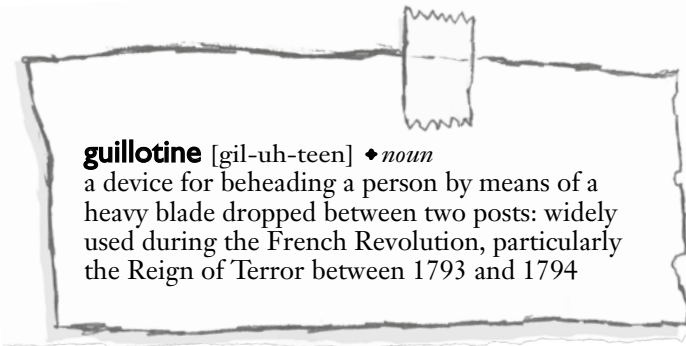 guillotine [gil-uh-teen] ✦ noun
a device for beheading a person by means of a
heavy blade dropped between two posts: widely
used during the French Revolution, particularly
the Reign of Terror between 1793 and 1794